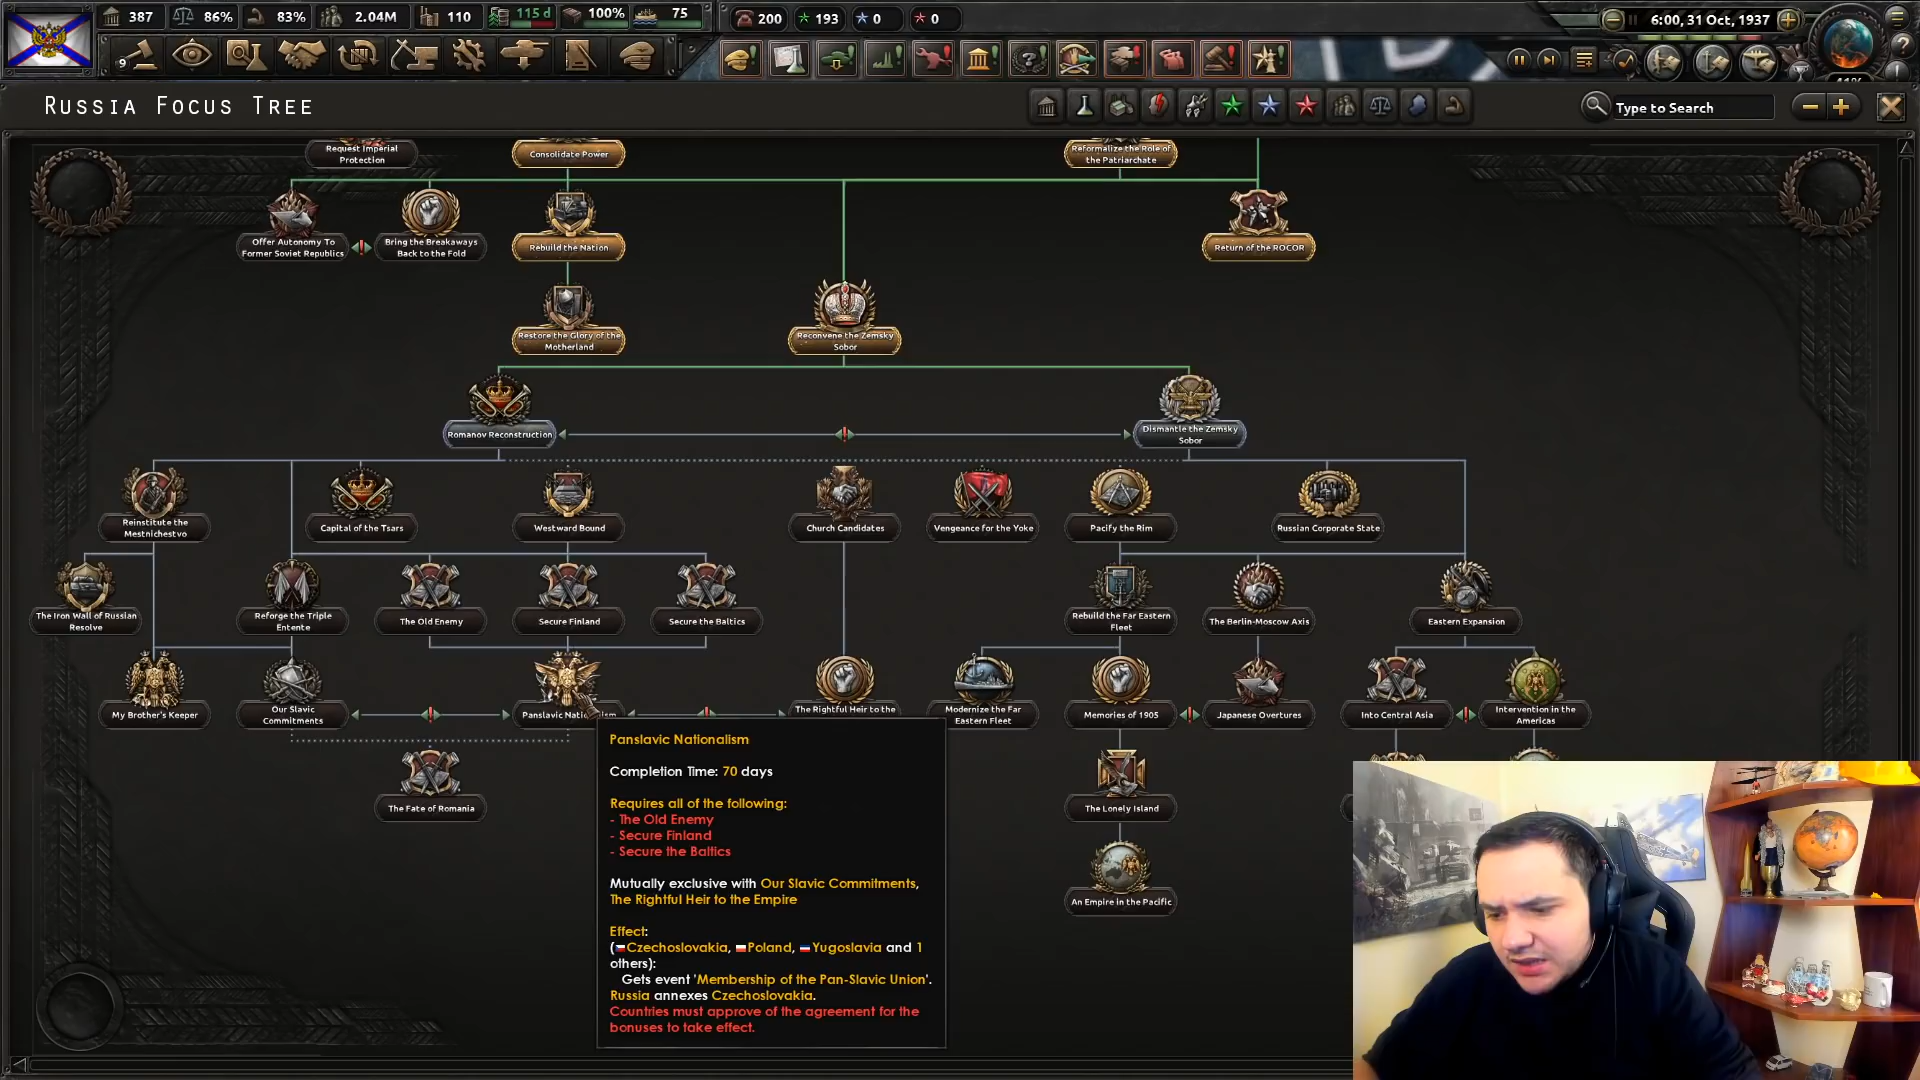 387
86%
83%
2.04M
110
115 d
100%
75
200
193
0
0
6:00, 31 Oct, 1937
9
RUSSIA FOCUS TREE
Type to Search
Request Imperial
Protection
Consolidate Power
Reformalize the Role of
the Patriarchate
Offer Autonomy To
Former Soviet Republics
Bring the Breakaways
Back to the Fold
Rebuild the Nation
Return of the ROCOR
Restore the Glory of the
Motherland
Reconvene the Zemsky
Sobor
Romanov Reconstruction
Dismantle the Zemsky
Sobor
Reinstitute the
Mestnichestvo
Capital of the Tsars
Westward Bound
Church Candidates
Vengeance for the Yoke
Pacify the Rim
Russian Corporate State
The Iron Wall of Russian
Resolve
Reforge the Triple
Entente
The Old Enemy
Secure Finland
Secure the Baltics
Rebuild the Far Eastern
Fleet
The Berlin-Moscow Axis
Eastern Expansion
My Brother's Keeper
Our Slavic
Commitments
Panslavic Nationalism
The Rightful Heir to the
Modernize the Far
Eastern Fleet
Memories of 1905
Japanese Overtures
Into Central Asia
Intervention in the
Americas
Panslavic Nationalism
Completion Time: 70 days
Requires all of the following:
- The Old Enemy
- Secure Finland
- Secure the Baltics
Mutually exclusive with Our Slavic Commitments,
The Rightful Heir to the Empire
Effect:
(Czechoslovakia, Poland, Yugoslavia and 1
others):
Gets event 'Membership of the Pan-Slavic Union'.
Russia annexes Czechoslovakia.
Countries must approve of the agreement for the
bonuses to take effect.
The Fate of Romania
The Lonely Island
An Empire in the Pacific